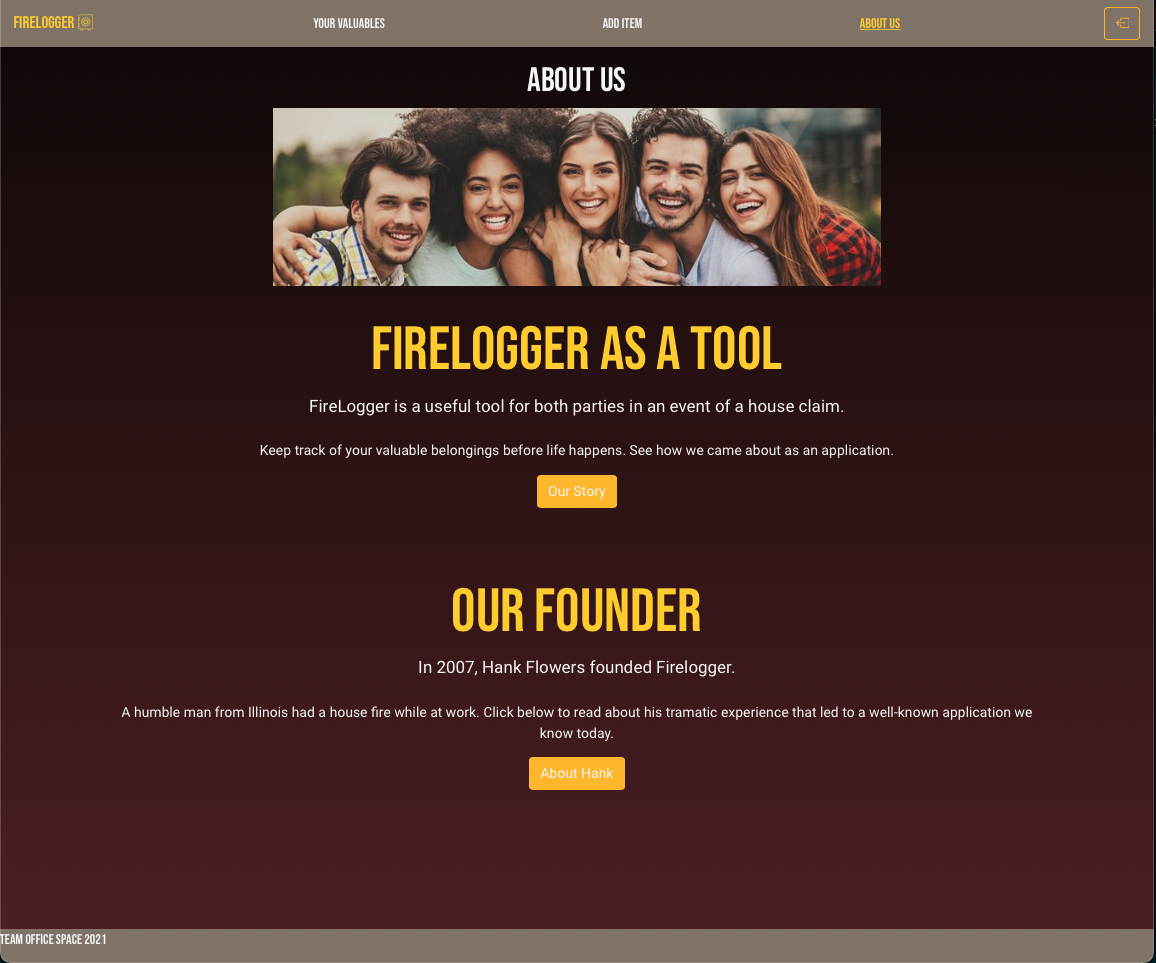 FIRELOGGER
YOUR VALUABLES
ADD ITEM
ABOUT US
ABOUT US
FIRELOGGER AS A TOOL
FireLogger is a useful tool for both parties in an event of a house claim.
Keep track of your valuable belongings before life happens. See how we came about as an application.
Our Story
OUR FOUNDER
In 2007, Hank Flowers founded Firelogger.
A humble man from Illinois had a house fire while at work. Click below to read about his tramatic experience that led to a well-known application we
know today.
About Hank
TEAM OFFICE SPACE 2021